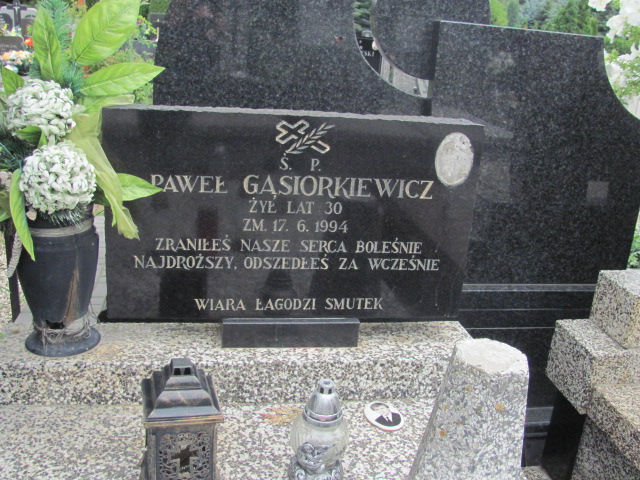 Ś. P.
PAWEŁ GĄSIORKIEWICZ
ŻYŁ LAT 30
ZM. 17. 6. 1994
ZRANIŁEŚ NASZE SERCA BOLEŚNIE
NAJDROŻSZY, ODSZEDŁEŚ ZA WCZEŚNIE
WIARA ŁAGODZI SMUTEK